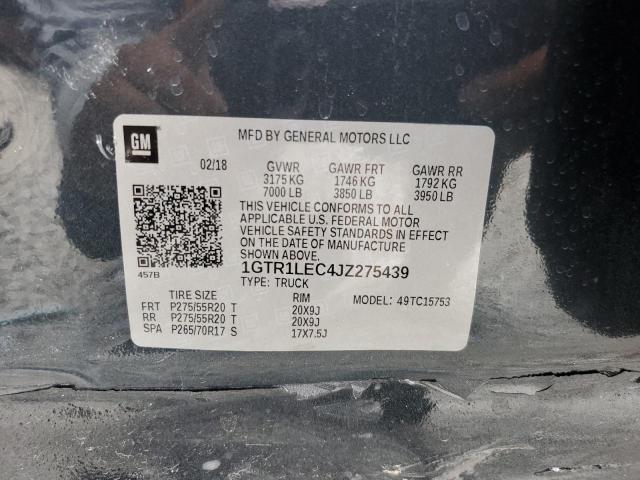 GM
MFD BY GENERAL MOTORS LLC
02/18 GVWR GAWR FRT GAWR RR
3175 KG 1746 KG 1792 KG
7000 LB 3850 LB 3950 LB
THIS VEHICLE CONFORMS TO ALL
APPLICABLE U.S. FEDERAL MOTOR
VEHICLE SAFETY STANDARDS IN EFFECT
ON THE DATE OF MANUFACTURE
SHOWN ABOVE.
457B
1GTR1LEC4JZ275439
TYPE: TRUCK
TIRE SIZE RIM MODEL: 49TC15753
FRT P275/55R20 T 20X9J
RR P275/55R20 T 20X9J
SPA P265/70R17 S 17X7.5J